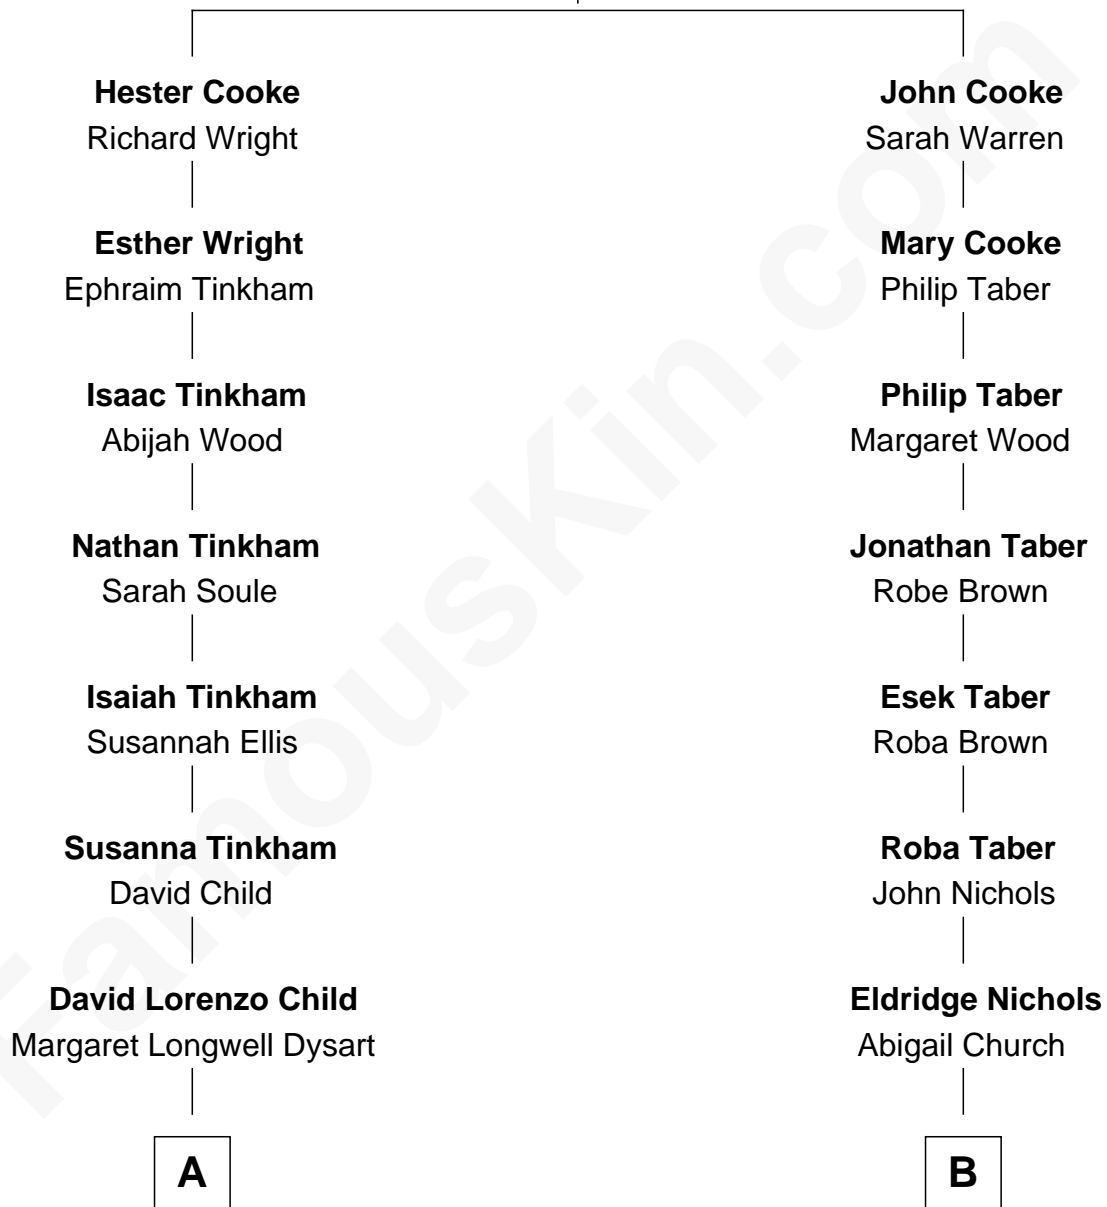 Hester Cooke
Richard Wright
Esther Wright
Ephraim Tinkham
Isaac Tinkham
Abijah Wood
Nathan Tinkham
Sarah Soule
Isaiah Tinkham
Susannah Ellis
Susanna Tinkham
David Child
David Lorenzo Child
Margaret Longwell Dysart
A
John Cooke
Sarah Warren
Mary Cooke
Philip Taber
Philip Taber
Margaret Wood
Jonathan Taber
Robe Brown
Esek Taber
Roba Brown
Roba Taber
John Nichols
Eldridge Nichols
Abigail Church
B
FamousKin.com